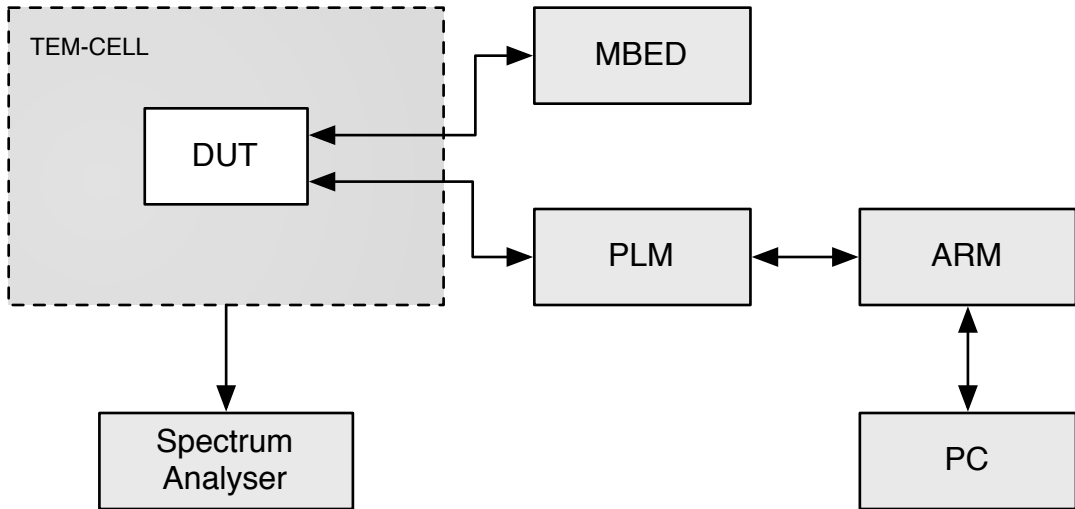 TEM-CELL
MBED
DUT
PLM
ARM
Spectrum
Analyser
PC